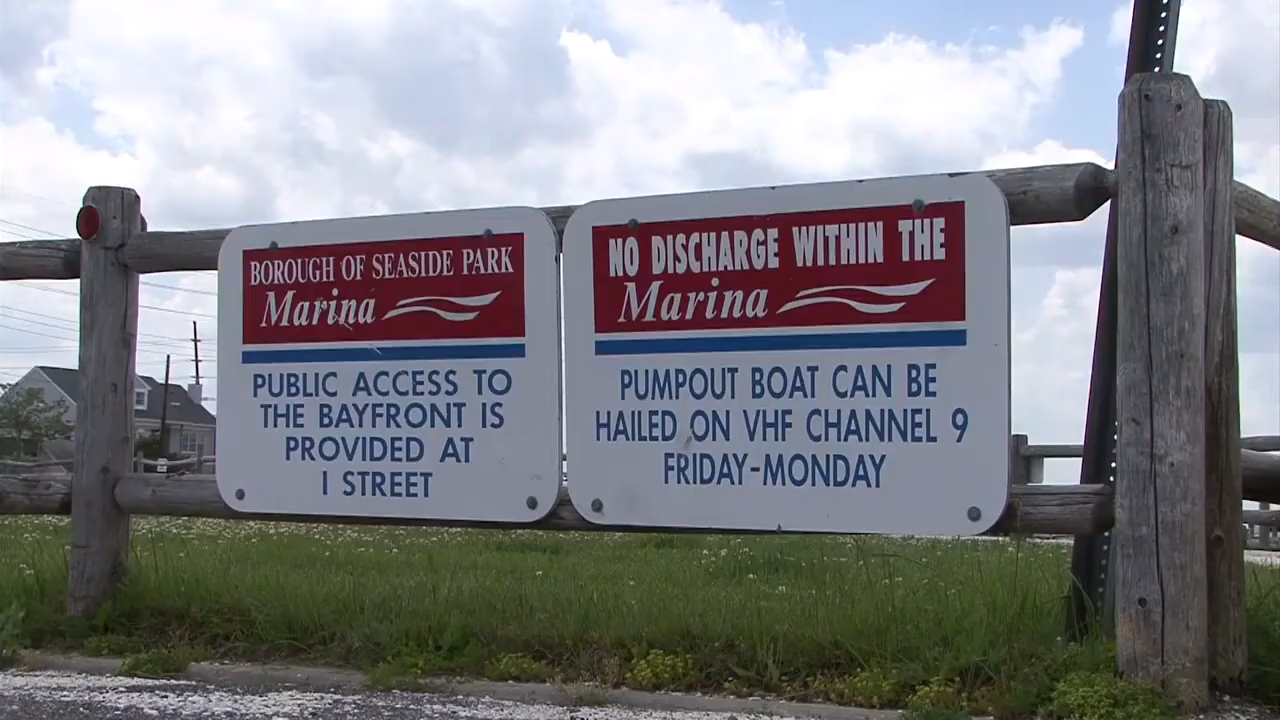 BOROUGH OF SEASIDE PARK
Marina
PUBLIC ACCESS TO
THE BAYFRONT IS
PROVIDED AT
I STREET
NO DISCHARGE WITHIN THE
Marina
PUMPOUT BOAT CAN BE
HAILED ON VHF CHANNEL 9
FRIDAY-MONDAY